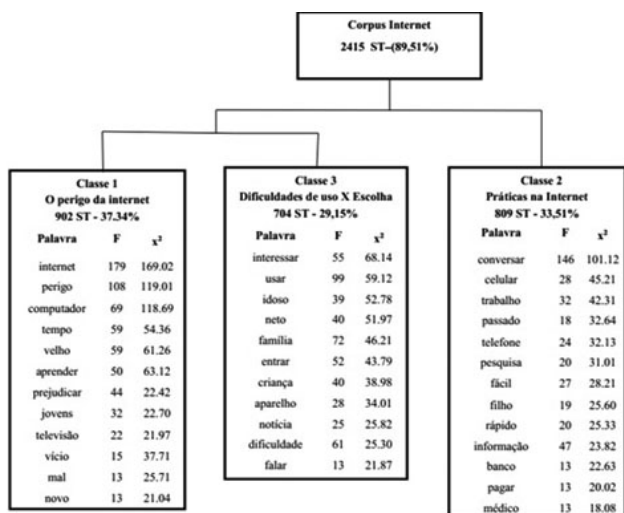 Corpus Internet
2415 ST–(89,51%)
Classe 1
O perigo da internet
902 ST - 37.34%
Palavra F x²
internet 179 169.02
perigo 108 119.01
computador 69 118.69
tempo 59 54.36
velho 59 61.26
aprender 50 63.12
prejudicar 44 22.42
jovens 32 22.70
televisão 22 21.97
vício 15 37.71
mal 13 25.71
novo 13 21.04
Classe 3
Dificuldades de uso X Escolha
704 ST - 29,15%
Palavra F x²
interessar 55 68.14
usar 99 59.12
idoso 39 52.78
neto 40 51.97
família 72 46.21
entrar 52 43.79
criança 40 38.98
aparelho 28 34.01
notícia 25 25.82
dificuldade 61 25.30
falar 13 21.87
Classe 2
Práticas na Internet
809 ST - 33,51%
Palavra F x²
conversar 146 101.12
celular 28 45.21
trabalho 32 42.31
passado 18 32.64
telefone 24 32.13
pesquisa 20 31.01
fácil 27 28.21
filho 19 25.60
rápido 20 25.33
informação 47 23.82
banco 13 22.63
pagar 13 20.02
médico 13 18.08